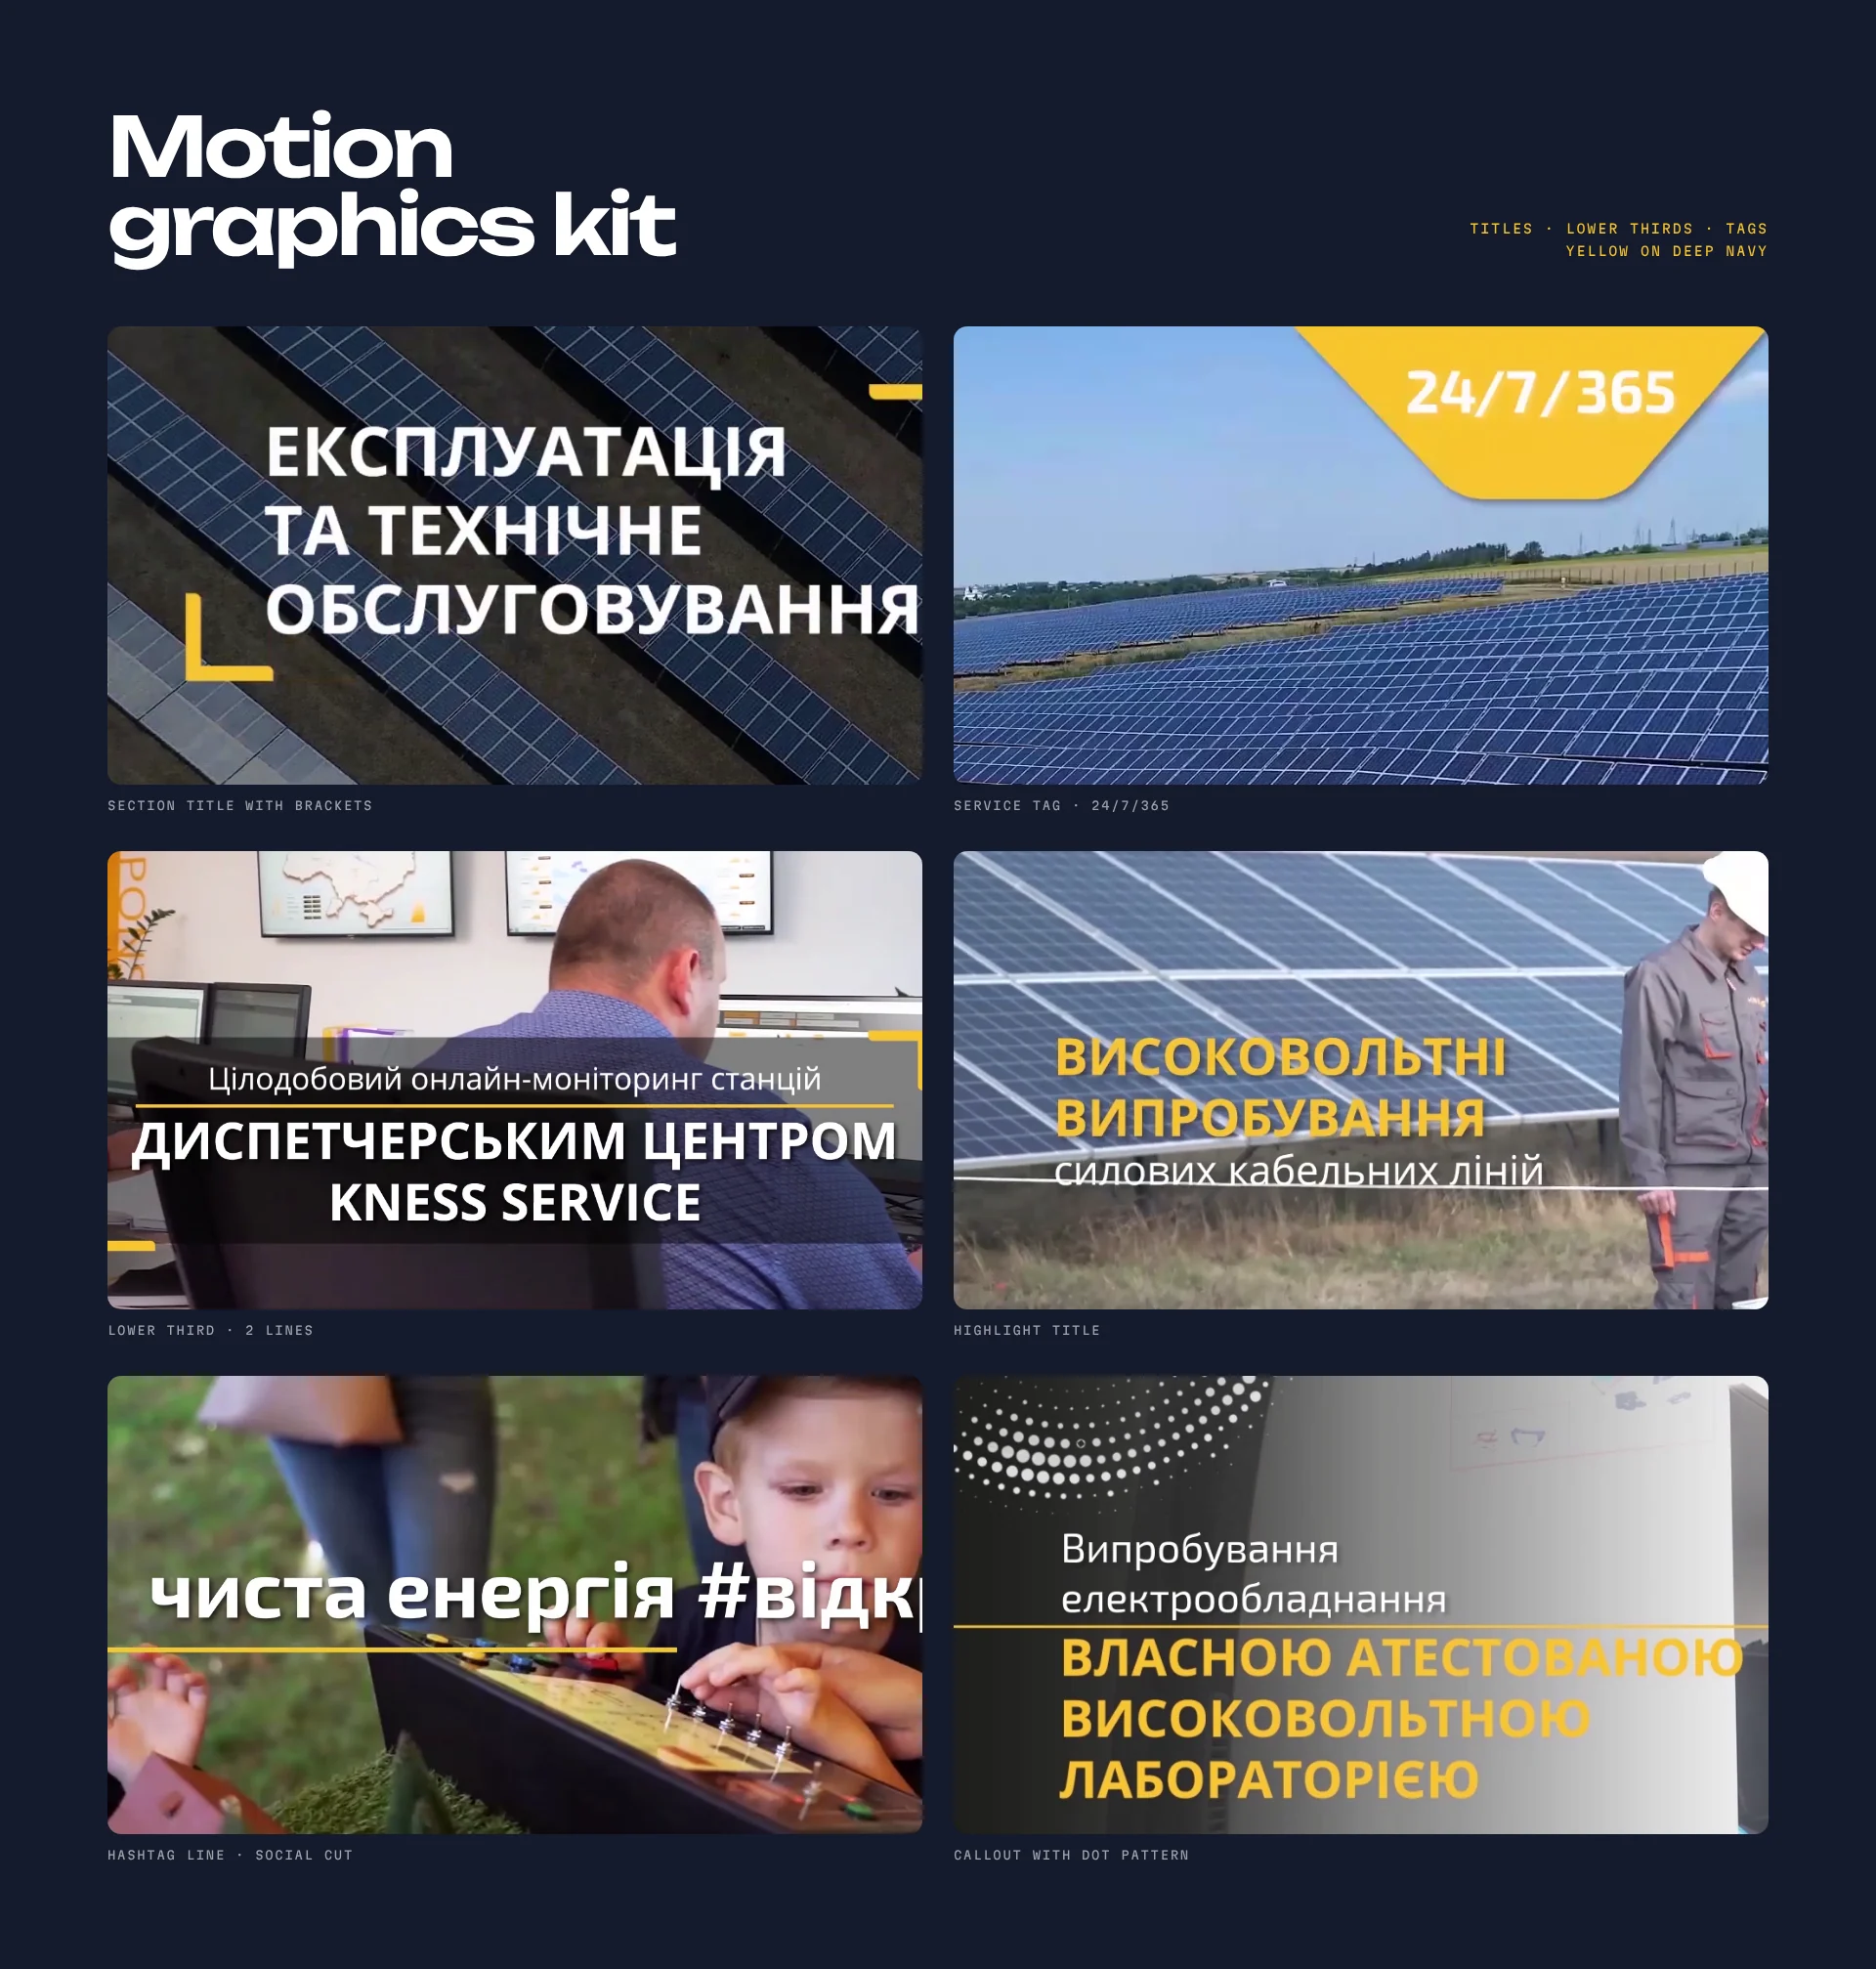 Motion
graphics kit
TITLES · LOWER THIRDS · TAGS
YELLOW ON DEEP NAVY
ЕКСПЛУАТАЦІЯ
ТА ТЕХНІЧНЕ
ОБСЛУГОВУВАННЯ
SECTION TITLE WITH BRACKETS
24/7/365
SERVICE TAG · 24/7/365
Цілодобовий онлайн-моніторинг станцій
ДИСПЕТЧЕРСЬКИМ ЦЕНТРОМ
KNESS SERVICE
LOWER THIRD · 2 LINES
ВИСОКОВОЛЬТНІ
ВИПРОБУВАННЯ
силових кабельних ліній
HIGHLIGHT TITLE
чиста енергія #відк
HASHTAG LINE · SOCIAL CUT
Випробування
електрообладнання
ВЛАСНОЮ АТЕСТОВАНОЮ
ВИСОКОВОЛЬТНОЮ
ЛАБОРАТОРІЄЮ
CALLOUT WITH DOT PATTERN